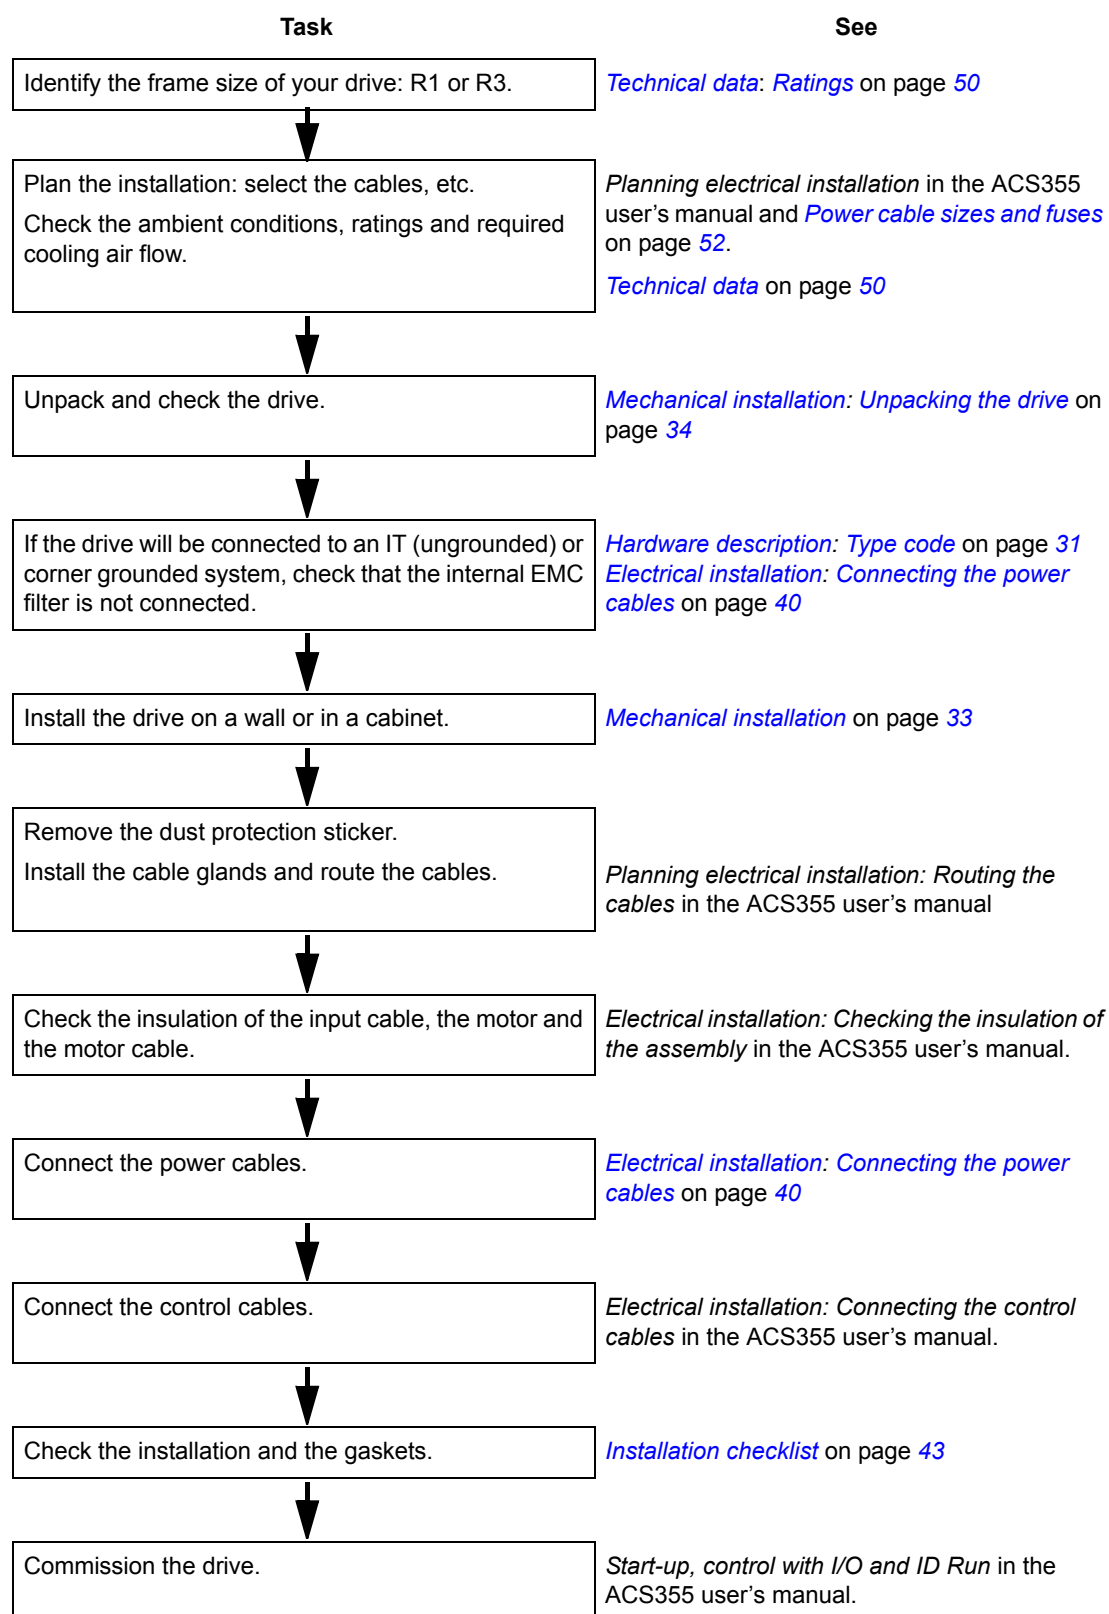 Task
See
Identify the frame size of your drive: R1 or R3.
Technical data: Ratings on page 50
Plan the installation: select the cables, etc.
Check the ambient conditions, ratings and required
cooling air flow.
Planning electrical installation in the ACS355
user’s manual and Power cable sizes and fuses
on page 52.
Technical data on page 50
Unpack and check the drive.
Mechanical installation: Unpacking the drive on
page 34
If the drive will be connected to an IT (ungrounded) or
corner grounded system, check that the internal EMC
filter is not connected.
Hardware description: Type code on page 31
Electrical installation: Connecting the power
cables on page 40
Install the drive on a wall or in a cabinet.
Mechanical installation on page 33
Remove the dust protection sticker.
Install the cable glands and route the cables.
Planning electrical installation: Routing the
cables in the ACS355 user’s manual
Check the insulation of the input cable, the motor and
the motor cable.
Electrical installation: Checking the insulation of
the assembly in the ACS355 user’s manual.
Connect the power cables.
Electrical installation: Connecting the power
cables on page 40
Connect the control cables.
Electrical installation: Connecting the control
cables in the ACS355 user’s manual.
Check the installation and the gaskets.
Installation checklist on page 43
Commission the drive.
Start-up, control with I/O and ID Run in the
ACS355 user’s manual.